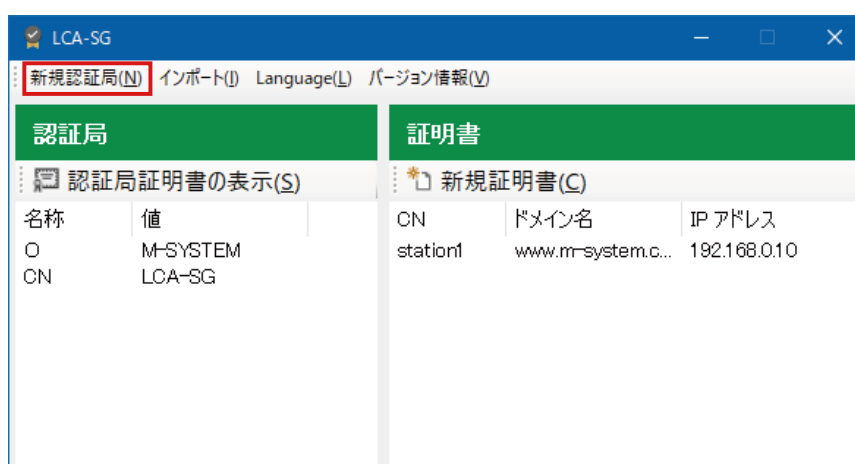 LCA-SG
新規認証局(N) インポート(I) Language(L) バージョン情報(V)
認証局
認証局証明書の表示(S)
名称 値
O M-SYSTEM
CN LCA-SG
証明書
新規証明書(C)
CN ドメイン名 IP アドレス
station1 www.m-system.c... 192.168.0.10